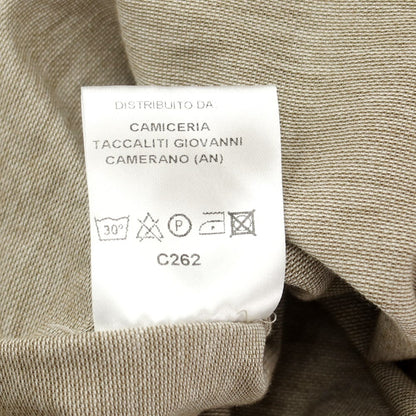 DISTRIBUITO DA
CAMICERIA
TACCALITI GIOVANNI
CAMERANO (AN)
30° P
C262